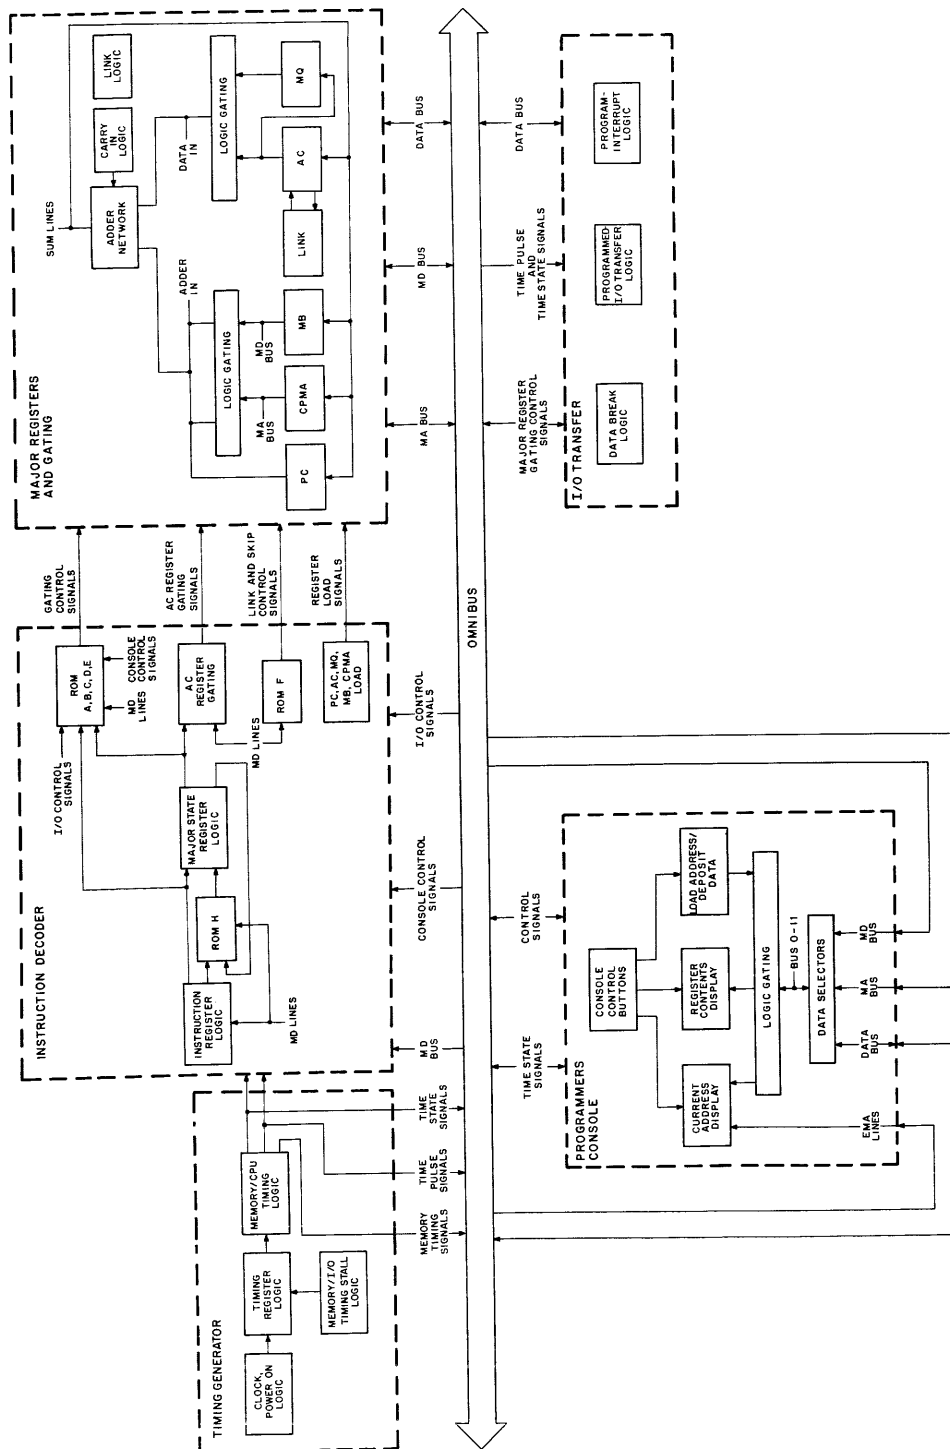 TIMING GENERATOR
CLOCK,
POWER ON
LOGIC
TIMING
REGISTER
LOGIC
MEMORY/I/O
TIMING STALL
LOGIC
MEMORY/CPU
TIMING
LOGIC
MEMORY
TIMING
SIGNALS
TIME
PULSE
SIGNALS
TIME
STATE
SIGNALS
INSTRUCTION DECODER
INSTRUCTION
REGISTER
LOGIC
ROM H
MD LINES
MAJOR STATE
REGISTER
LOGIC
I/O CONTROL
SIGNALS
ROM
A,B,C,D,E
MD LINES
CONSOLE
CONTROL
SIGNALS
AC
REGISTER
GATING
MD LINES
ROM F
PC,AC,MQ,
MB, CPMA
LOAD
MD
BUS
CONSOLE CONTROL
SIGNALS
I/O CONTROL
SIGNALS
GATING
CONTROL
SIGNALS
AC REGISTER
GATING
SIGNALS
LINK AND SKIP
CONTROL
SIGNALS
REGISTER
LOAD
SIGNALS
MAJOR REGISTERS
AND GATING
SUM LINES
ADDER
NETWORK
CARRY
IN
LOGIC
LINK
LOGIC
ADDER
IN
DATA
IN
LOGIC GATING
LOGIC GATING
MA
BUS
MD
BUS
PC
CPMA
MB
LINK
AC
MQ
MA BUS
MD BUS
DATA BUS
OMNIBUS
TIME STATE
SIGNALS
CONTROL
SIGNALS
MAJOR REGISTER
GATING CONTROL
SIGNALS
TIME PULSE
AND
TIME STATE SIGNALS
DATA BUS
PROGRAMMERS
CONSOLE
CONSOLE
CONTROL
BUTTONS
CURRENT
ADDRESS
DISPLAY
REGISTER
CONTENTS
DISPLAY
LOAD ADDRESS/
DEPOSIT
DATA
LOGIC GATING
BUS 0-11
DATA SELECTORS
EMA
LINES
DATA
BUS
MA
BUS
MD
BUS
I/O TRANSFER
DATA BREAK
LOGIC
PROGRAMMED
I/O TRANSFER
LOGIC
PROGRAM-
INTERRUPT
LOGIC